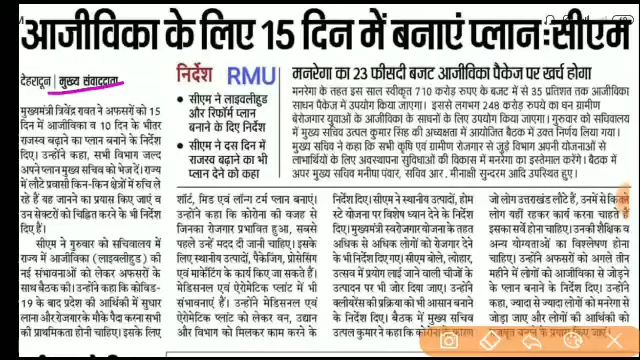 आजीविका के लिए 15 दिन में बनाएं प्लान:सीएम
देहरादून | मुख्य संवाददाता
मुख्यमंत्री त्रिवेंद्र रावत ने अफसरों को 15
दिन में आजीविका व 10 दिन के भीतर
राजस्व बढ़ाने का प्लान बनाने के निर्देश
दिए। उन्होंने कहा, सभी विभाग जल्द
अपने प्लान मुख्य सचिव को भेज दें। राज्य
में लौटे प्रवासी किन-किन क्षेत्रों में रुचि ले
रहे हैं यह जानने का प्रयास किए जाएं व
उन सेक्टरों को चिह्नित करने के भी निर्देश
दिए हैं।
सीएम ने गुरुवार को सचिवालय में
राज्य में आजीविका (लाइवलीहुड) की
नई संभावनाओं को लेकर अफसरों के
साथ बैठक की। उन्होंने कहा कि कोविड-
19 के बाद प्रदेश की आर्थिकी में सुधार
लाना और रोजगार के मौके पैदा करना सभी
की प्राथमिकता होनी चाहिए। इसके लिए
निर्देश RMU
• सीएम ने लाइवलीहुड
और रिफॉर्म प्लान
बनाने के दिए निर्देश
• सीएम ने दस दिन में
राजस्व बढ़ाने का भी
प्लान देने को कहा
मनरेगा का 23 फीसदी बजट आजीविका पैकेज पर खर्च होगा
मनरेगा के तहत इस साल स्वीकृत 710 करोड़ रुपए के बजट में से 35 प्रतिशत तक आजीविका
साधन पैकेज में उपयोग किया जाएगा। इससे लगभग 248 करोड़ रुपये का धन ग्रामीण
बेरोजगार युवाओं के आजीविका के साधनों के लिए उपयोग किया जाएगा। गुरुवार को सचिवालय
में मुख्य सचिव उत्पल कुमार सिंह की अध्यक्षता में आयोजित बैठक में उक्त निर्णय लिया गया।
मुख्य सचिव ने कहा कि सभी कृषि एवं ग्रामीण रोजगार से जुड़े विभाग अपनी योजनाओं से
लाभार्थियों के लिए अवस्थापना सुविधाओं की विकास में मनरेगा का इस्तेमाल करेंगे। बैठक में
अपर मुख्य सचिव मनीषा पंवार, सचिव आर. मीनाक्षी सुन्दरम आदि उपस्थित हुए।
शॉर्ट, मिड एवं लॉन्ग टर्म प्लान बनाएं।
उन्होंने कहा कि कोरोना की वजह से
जिनका रोजगार प्रभावित हुआ, सबसे
पहले उन्हें मदद दी जानी चाहिए। इसके
लिए स्थानीय उत्पादों, पैकेजिंग, प्रोसेसिंग
एवं मार्केटिंग के कार्य किए जा सकते हैं।
मेडिसनल एवं ऐरोमेटिक प्लांट में भी
संभावनाएं हैं। उन्होंने मेडिसनल एवं
ऐरोमेटिक प्लांट को लेकर वन, उद्यान
और विभाग को मिलकर काम करने के
निर्देश दिए। सीएम ने स्थानीय उत्पादों, होम
स्टे योजना पर विशेष ध्यान देने के निर्देश
दिए। मुख्यमंत्री स्वरोजगार योजना के तहत
अधिक से अधिक लोगों को रोजगार देने
के भी निर्देश दिए गए। सीएम बोले, त्योहार,
उत्सव में प्रयोग लाई जाने वाली चीजों के
उत्पादन पर भी जोर दिया जाए। उन्होंने
क्लीयरेंस की प्रक्रिया को भी आसान बनाने
के निर्देश दिए। बैठक में मुख्य सचिव
उत्पल कुमार ने कहा कि कोरोना के कारण
जो लोग उत्तराखंड लौटे हैं, उनमें से कितने
लोग यहीं रहकर कार्य करना चाहते हैं
इसका सर्वे होना चाहिए। उनकी शैक्षिक व
अन्य योग्यताओं का विश्लेषण होना
चाहिए। उन्होंने अफसरों को अगले तीन
महीने में लोगों को आजीविका से जोड़ने
के प्लान बनाने के निर्देश दिए। उन्होंने
कहा, ज्यादा से ज्यादा लोगों को मनरेगा से
जोड़ा जाए और लोगों की आर्थिकी को
मजबूत बनाने के प्रयास किए जाएं।